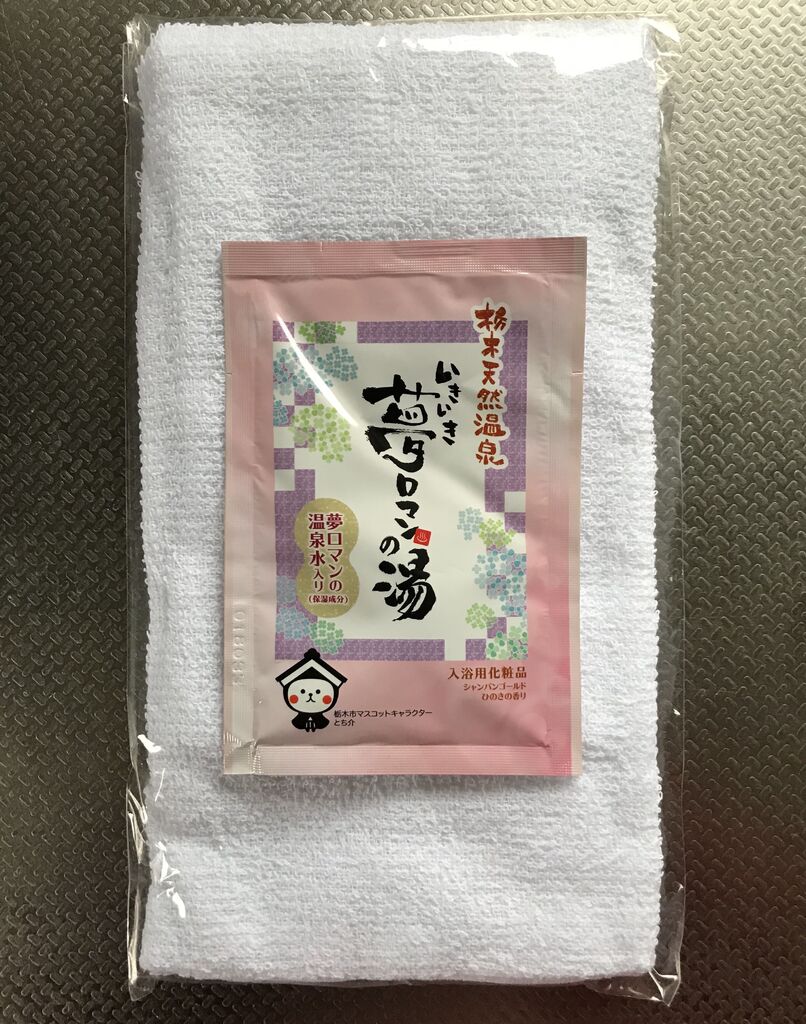 栃木天然温泉
いきいき
夢ロマンの湯
夢ロマンの
温泉水入り
(保湿成分)
入浴用化粧品
シャンパンゴールド
ひのきの香り
栃木市マスコットキャラクター
とち介